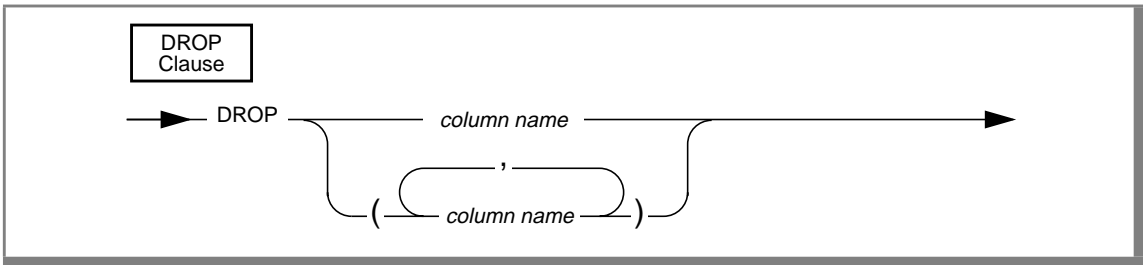 DROP
Clause
DROP column name
,
( column name )